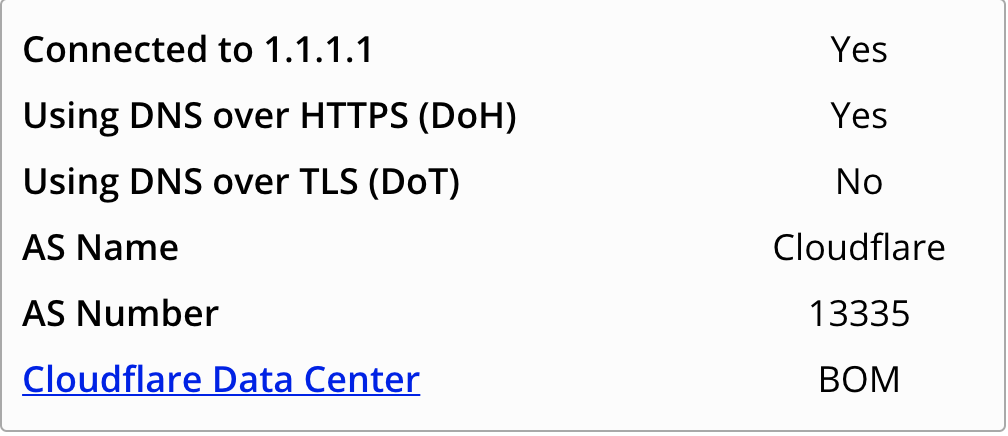 Connected to 1.1.1.1 Yes
Using DNS over HTTPS (DoH) Yes
Using DNS over TLS (DoT) No
AS Name Cloudflare
AS Number 13335
Cloudflare Data Center BOM